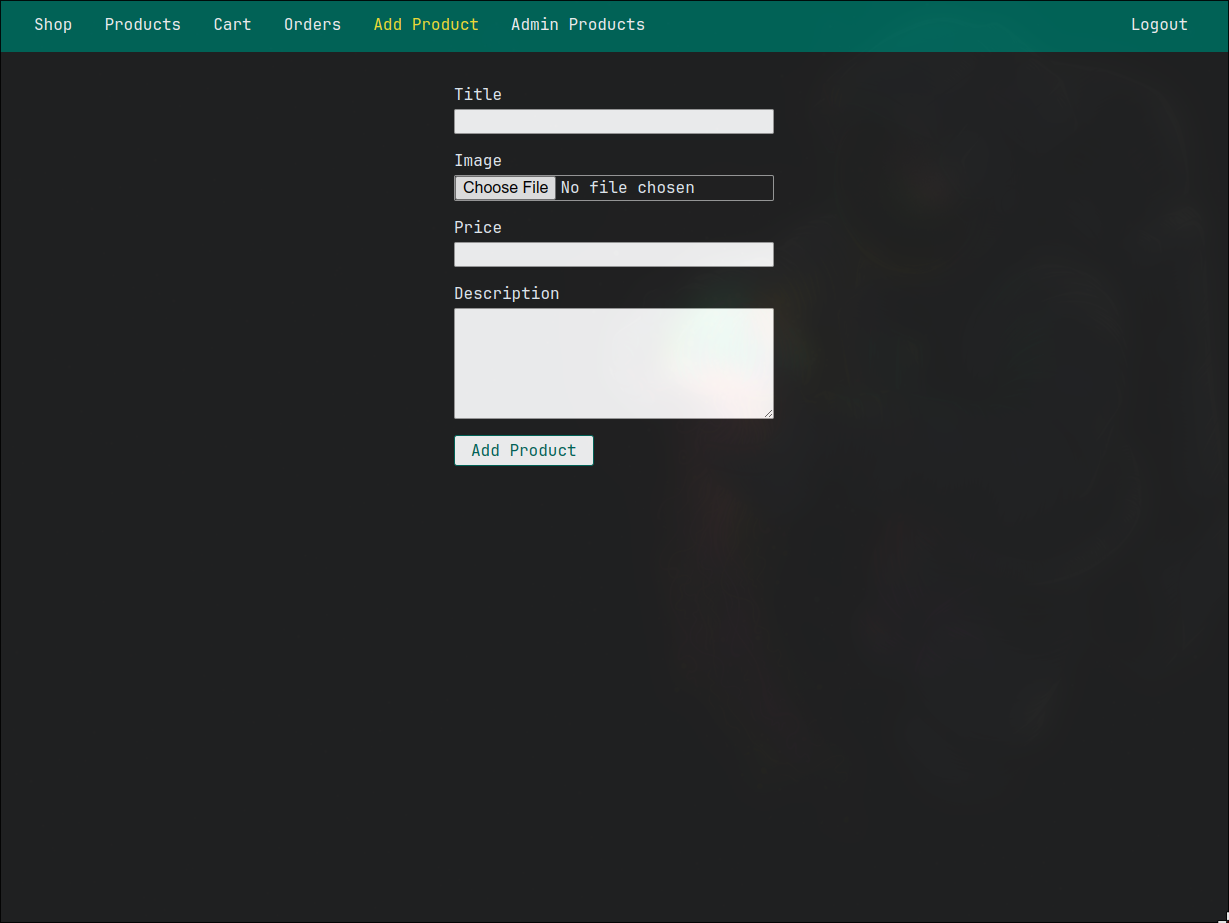 Shop Products Cart Orders Add Product Admin Products Logout
Title
Image
Choose File No file chosen
Price
Description
Add Product